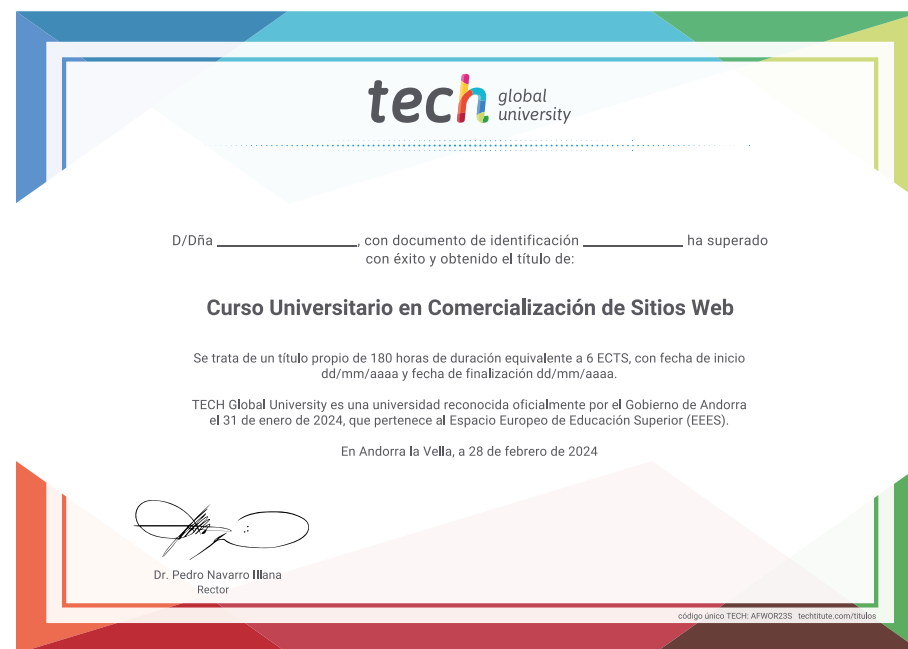 tech global university
D/Dña __________________, con documento de identificación _____________ ha superado
con éxito y obtenido el título de:
Curso Universitario en Comercialización de Sitios Web
Se trata de un título propio de 180 horas de duración equivalente a 6 ECTS, con fecha de inicio
dd/mm/aaaa y fecha de finalización dd/mm/aaaa.
TECH Global University es una universidad reconocida oficialmente por el Gobierno de Andorra
el 31 de enero de 2024, que pertenece al Espacio Europeo de Educación Superior (EEES).
En Andorra la Vella, a 28 de febrero de 2024
Dr. Pedro Navarro Illana
Rector
código único TECH: AFWOR23S techtitute.com/titulos